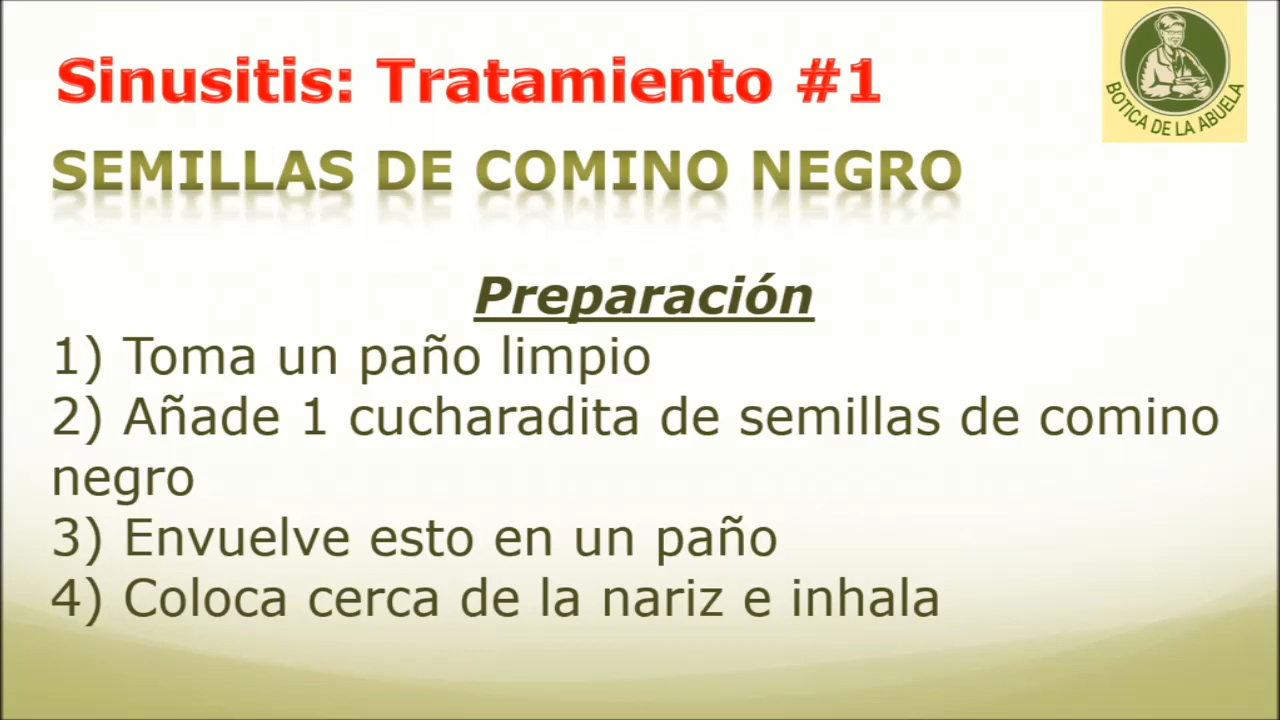 Sinusitis: Tratamiento #1
BOTICA DE LA ABUELA
SEMILLAS DE COMINO NEGRO
Preparación
1) Toma un paño limpio
2) Añade 1 cucharadita de semillas de comino
negro
3) Envuelve esto en un paño
4) Coloca cerca de la nariz e inhala